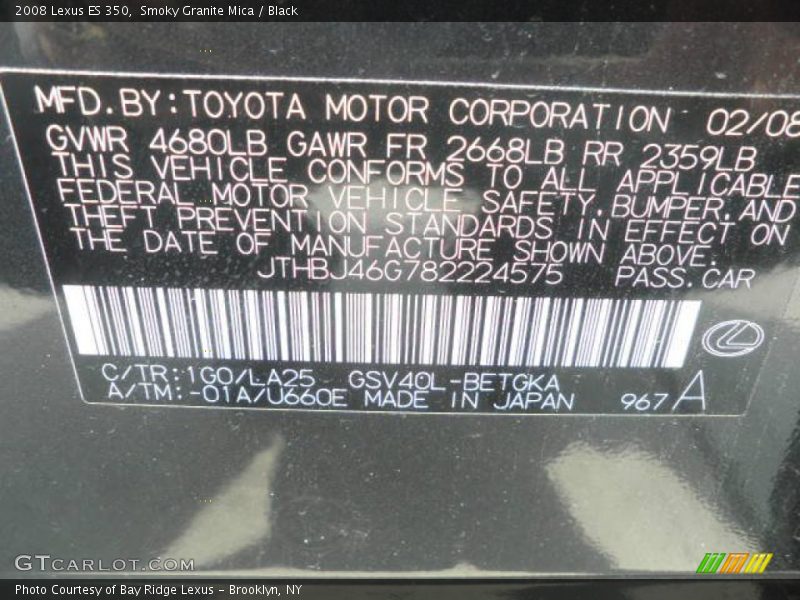 2008 Lexus ES 350, Smoky Granite Mica / Black
MFD.BY:TOYOTA MOTOR CORPORATION 02/08
GVWR 4680LB GAWR FR 2668LB RR 2359LB
THIS VEHICLE CONFORMS TO ALL APPLICABLE
FEDERAL MOTOR VEHICLE SAFETY,BUMPER,AND
THEFT PREVENTION STANDARDS IN EFFECT ON
THE DATE OF MANUFACTURE SHOWN ABOVE.
JTHBJ46G782224575 PASS.CAR
C/TR:1G0/LA25 GSV40L-BETGKA
A/TM:-01A/U660E MADE IN JAPAN 967 A
GTCARLOT.COM
Photo Courtesy of Bay Ridge Lexus - Brooklyn, NY